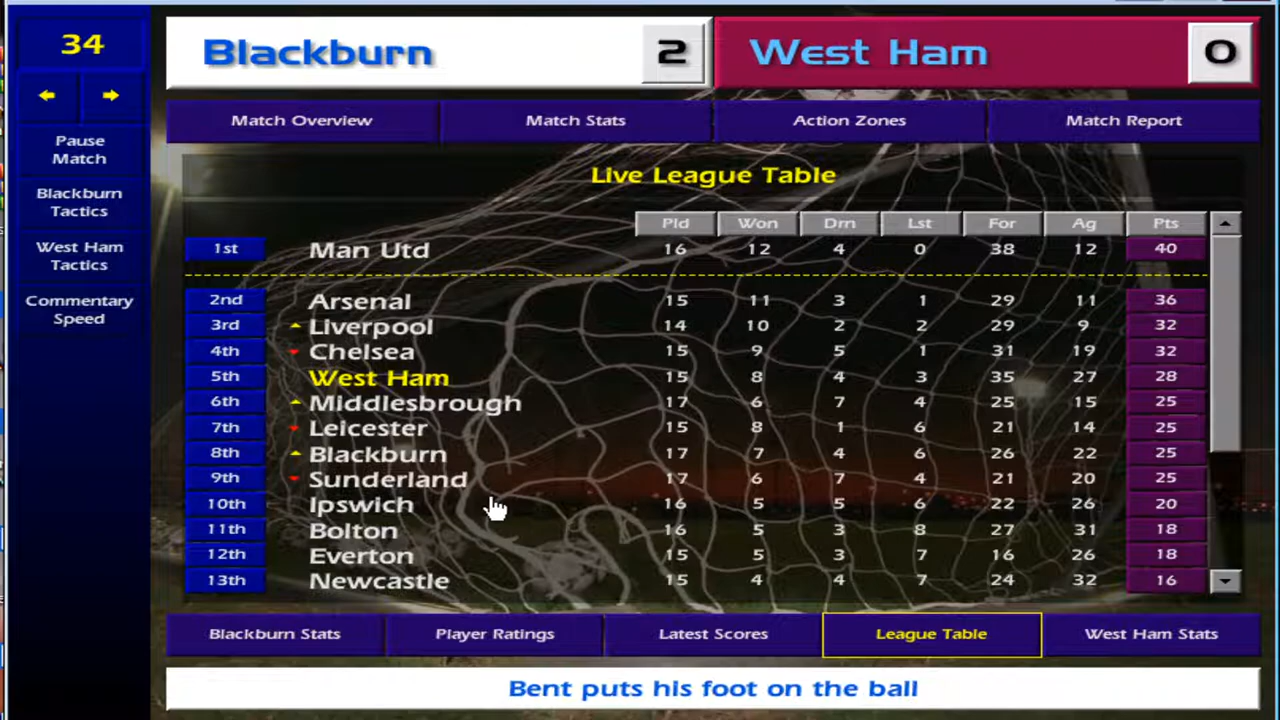 34
Blackburn 2 West Ham 0
Match Overview Match Stats Action Zones Match Report
Pause
Match
Blackburn
Tactics
West Ham
Tactics
Commentary
Speed
Live League Table
Pld Won Drn Lst For Ag Pts
1st Man Utd 16 12 4 0 38 12 40
2nd Arsenal 15 11 3 1 29 11 36
3rd Liverpool 14 10 2 2 29 9 32
4th Chelsea 15 9 5 1 31 19 32
5th West Ham 15 8 4 3 35 27 28
6th Middlesbrough 17 6 7 4 25 15 25
7th Leicester 15 8 1 6 21 14 25
8th Blackburn 17 7 4 6 26 22 25
9th Sunderland 17 6 7 4 21 20 25
10th Ipswich 16 5 5 6 22 26 20
11th Bolton 16 5 3 8 27 31 18
12th Everton 15 5 3 7 16 26 18
13th Newcastle 15 4 4 7 24 32 16
Blackburn Stats Player Ratings Latest Scores League Table West Ham Stats
Bent puts his foot on the ball